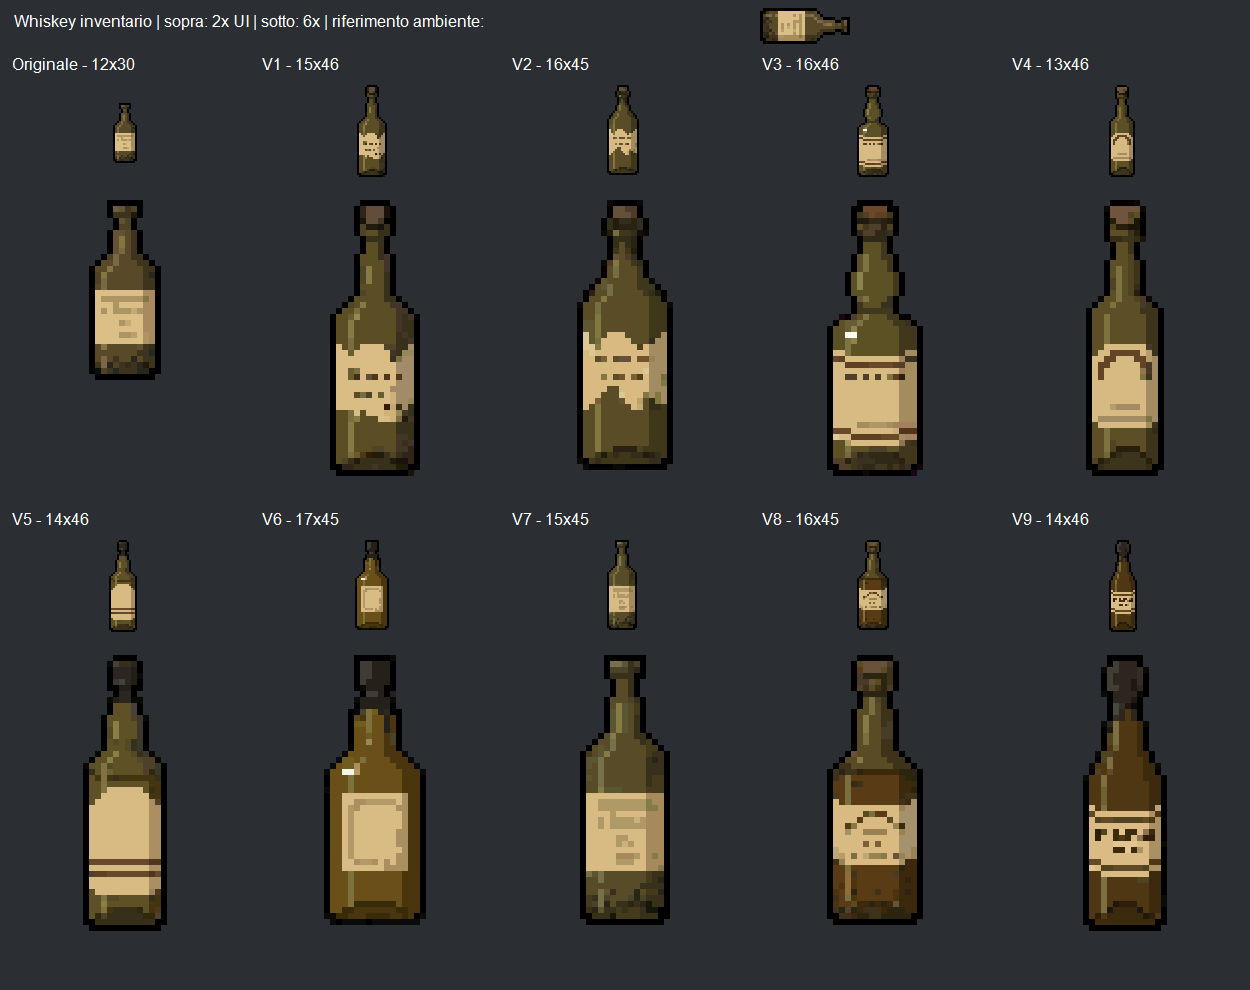 Whiskey inventario | sopra: 2x UI | sotto: 6x | riferimento ambiente:
Originale - 12x30
V1 - 15x46
V2 - 16x45
V3 - 16x46
V4 - 13x46
V5 - 14x46
V6 - 17x45
V7 - 15x45
V8 - 16x45
V9 - 14x46